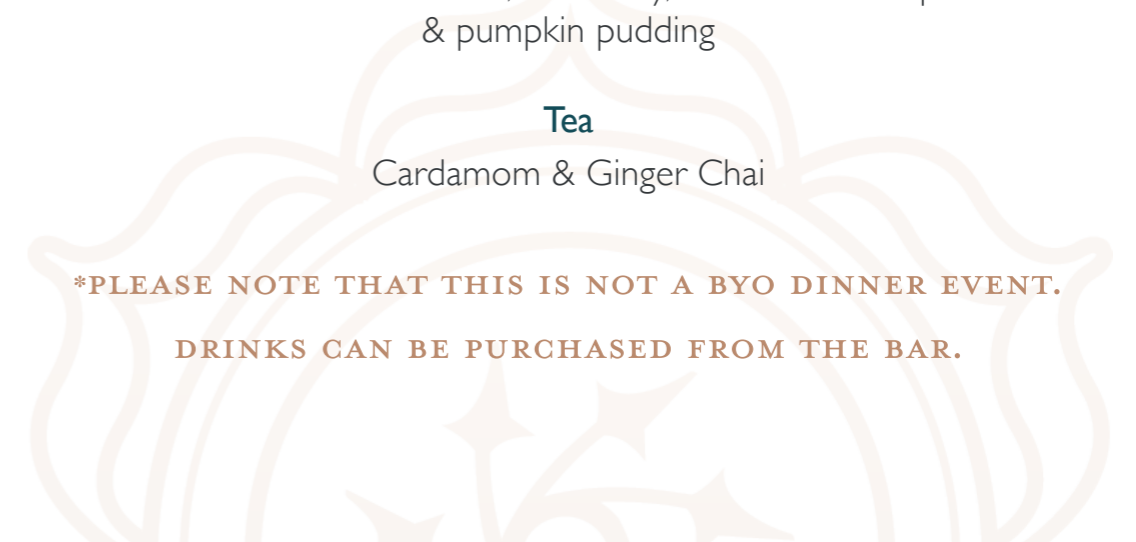 & pumpkin pudding
Tea
Cardamom & Ginger Chai
*PLEASE NOTE THAT THIS IS NOT A BYO DINNER EVENT.
DRINKS CAN BE PURCHASED FROM THE BAR.